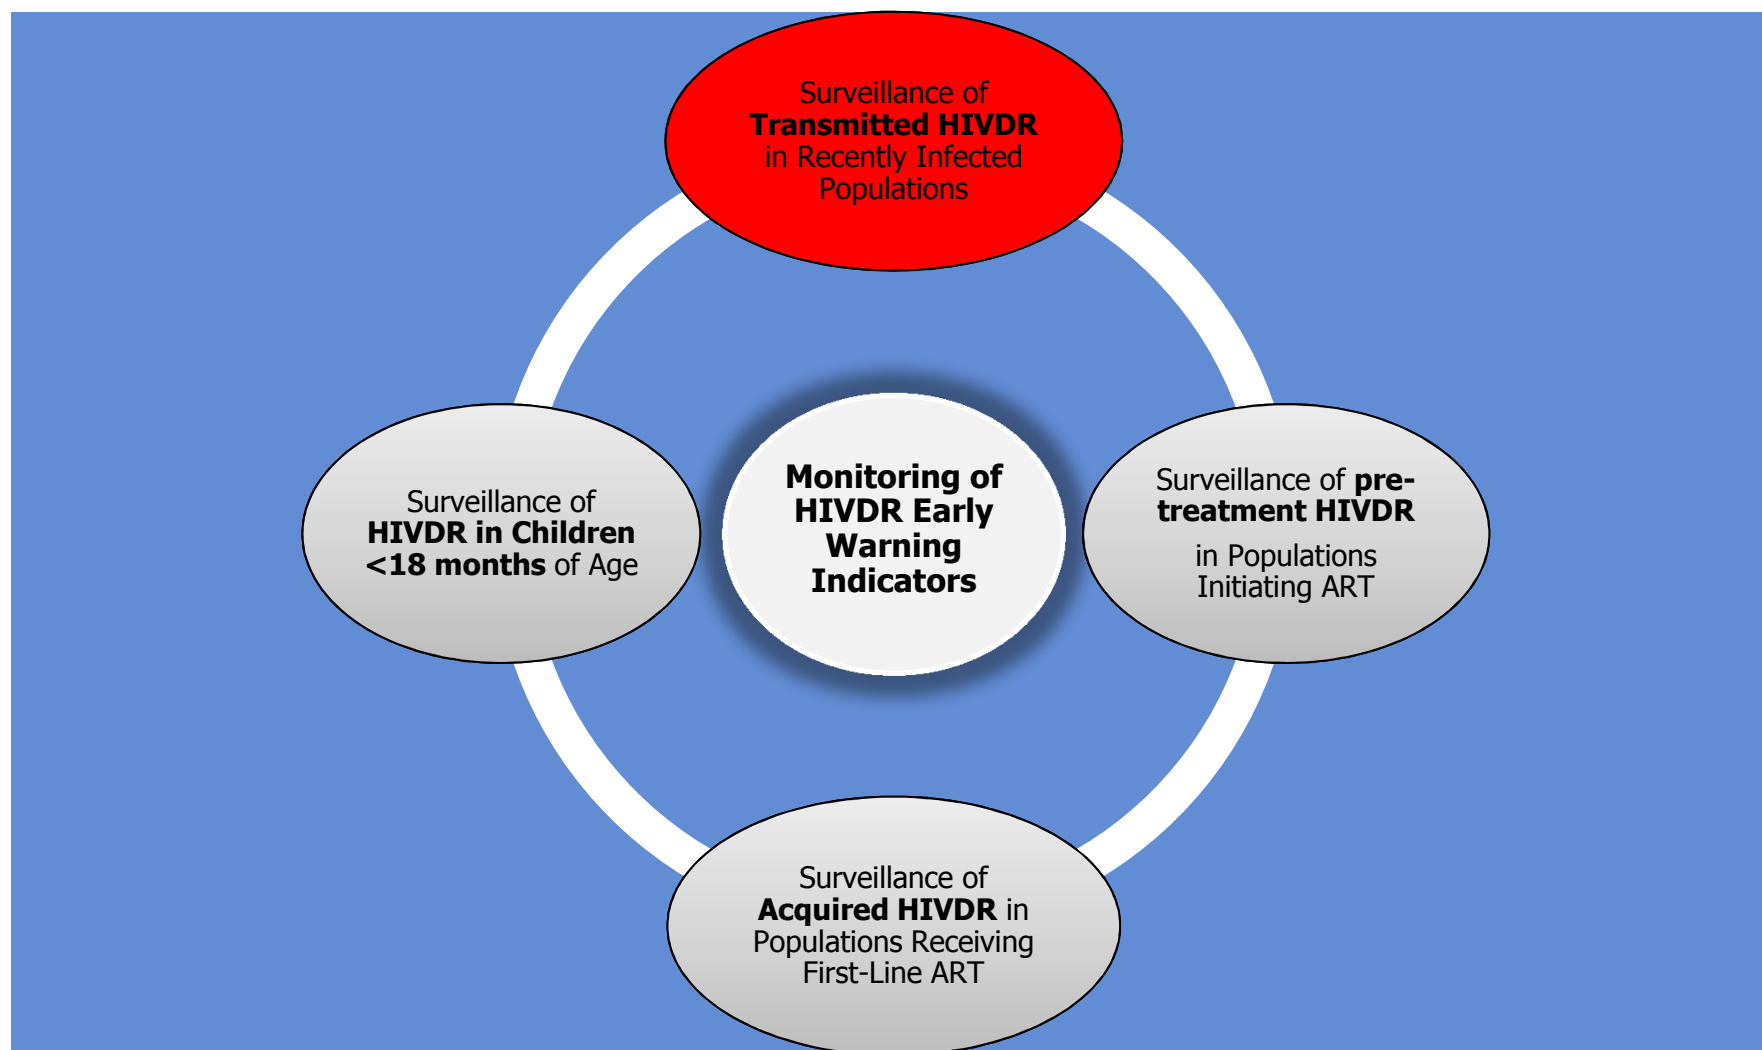 Surveillance of
Transmitted HIVDR
in Recently Infected
Populations
Surveillance of
HIVDR in Children
<18 months of Age
Monitoring of
HIVDR Early
Warning
Indicators
Surveillance of pre-
treatment HIVDR
in Populations
Initiating ART
Surveillance of
Acquired HIVDR in
Populations Receiving
First-Line ART